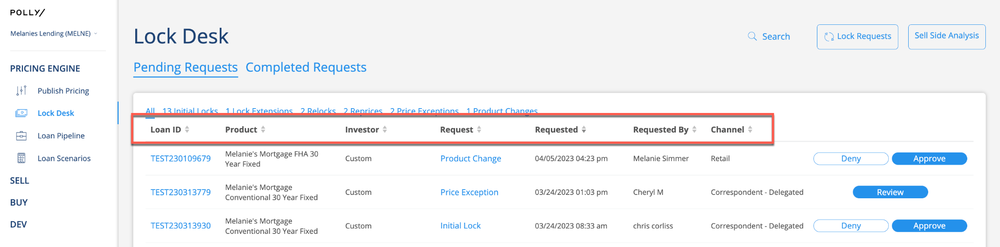 POLLY/
Melanies Lending (MELNE)
PRICING ENGINE
Publish Pricing
Lock Desk
Loan Pipeline
Loan Scenarios
SELL
BUY
DEV
Lock Desk
Search
Lock Requests
Sell Side Analysis
Pending Requests Completed Requests
All 13 Initial Locks 1 Lock Extensions 2 Relocks 2 Reprices 2 Price Exceptions 1 Product Changes
Loan ID Product Investor Request Requested Requested By Channel
TEST230109679 Melanie's Mortgage FHA 30 Custom Product Change 04/05/2023 04:23 pm Melanie Simmer Retail Deny Approve
Year Fixed
TEST230313779 Melanie's Mortgage Custom Price Exception 03/24/2023 01:03 pm Cheryl M Correspondent - Delegated Review
Conventional 30 Year Fixed
TEST230313930 Melanie's Mortgage Custom Initial Lock 03/24/2023 08:33 am chris corliss Correspondent - Delegated Deny Approve
Conventional 30 Year Fixed